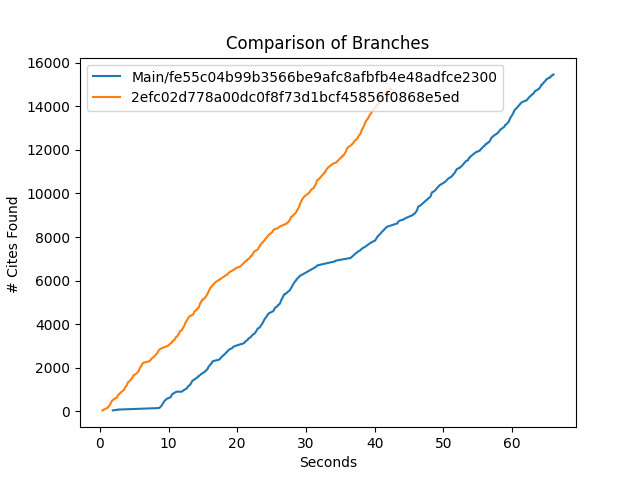 Comparison of Branches
Main/fe55c04b99b3566be9afc8afbfb4e48adfce2300
2efc02d778a00dc0f8f73d1bcf45856f0868e5ed
# Cites Found
16000
14000
12000
10000
8000
6000
4000
2000
0
0 10 20 30 40 50 60
Seconds